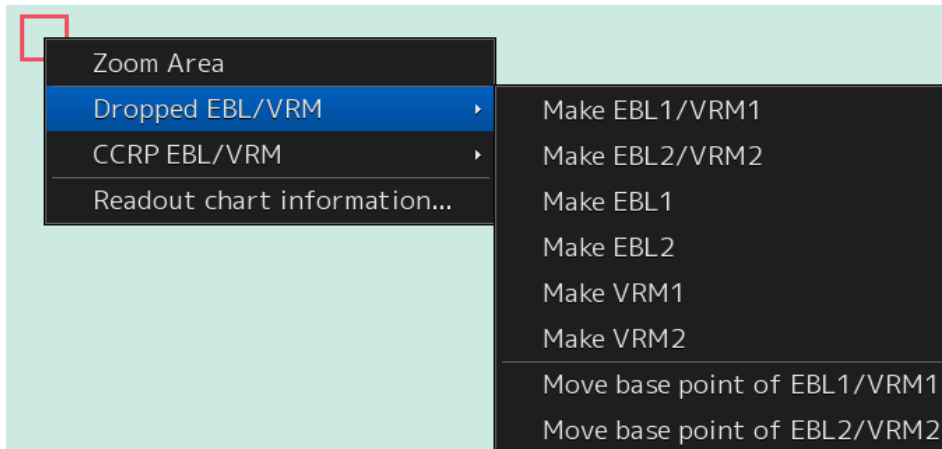 Zoom Area
Dropped EBL/VRM
CCRP EBL/VRM
Readout chart information...
Make EBL1/VRM1
Make EBL2/VRM2
Make EBL1
Make EBL2
Make VRM1
Make VRM2
Move base point of EBL1/VRM1
Move base point of EBL2/VRM2